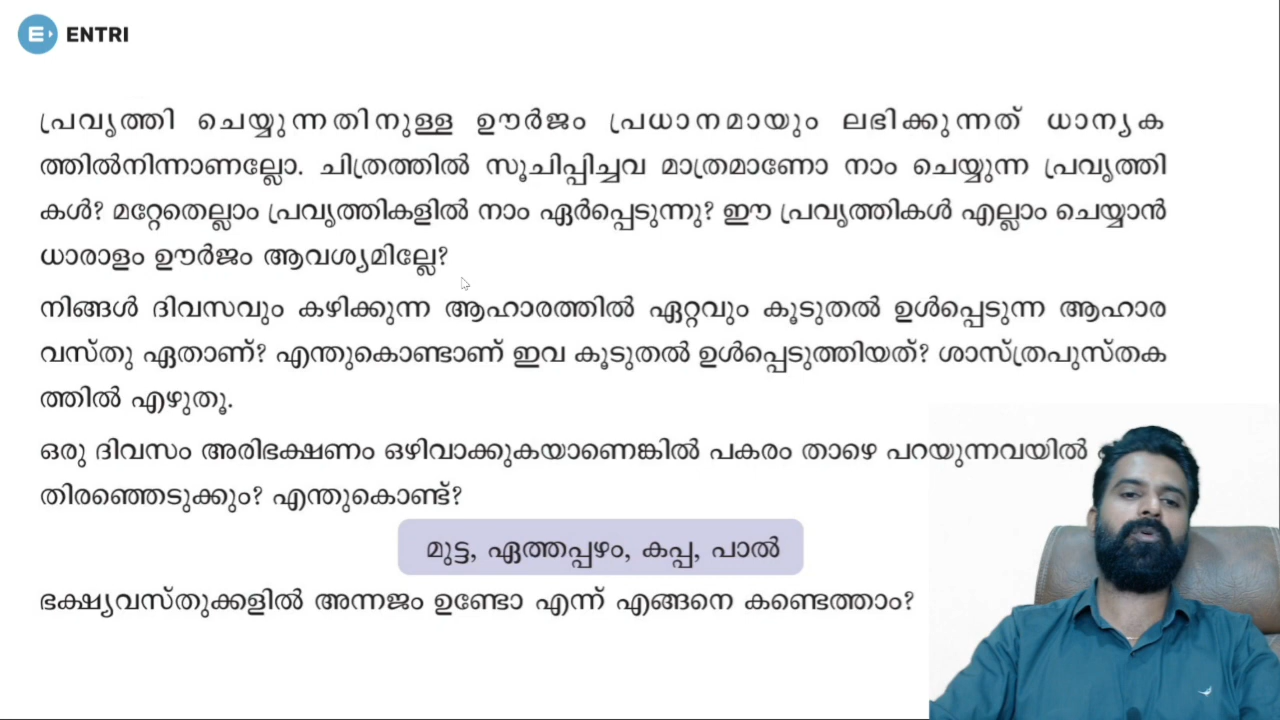 ENTRI
പ്രവൃത്തി ചെയ്യുന്നതിനുള്ള ഊർജം പ്രധാനമായും ലഭിക്കുന്നത് ധാന്യക
ത്തിൽനിന്നാണല്ലോ. ചിത്രത്തിൽ സൂചിപ്പിച്ചവ മാത്രമാണോ നാം ചെയ്യുന്ന പ്രവൃത്തി
കൾ? മറ്റേതെല്ലാം പ്രവൃത്തികളിൽ നാം ഏർപ്പെടുന്നു? ഈ പ്രവൃത്തികൾ എല്ലാം ചെയ്യാൻ
ധാരാളം ഊർജം ആവശ്യമില്ലേ?
നിങ്ങൾ ദിവസവും കഴിക്കുന്ന ആഹാരത്തിൽ ഏറ്റവും കൂടുതൽ ഉൾപ്പെടുന്ന ആഹാര
വസ്തു ഏതാണ്? എന്തുകൊണ്ടാണ് ഇവ കൂടുതൽ ഉൾപ്പെടുത്തിയത്? ശാസ്ത്രപുസ്തക
ത്തിൽ എഴുതൂ.
ഒരു ദിവസം അരിഭക്ഷണം ഒഴിവാക്കുകയാണെങ്കിൽ പകരം താഴെ പറയുന്നവയിൽ
തിരഞ്ഞെടുക്കും? എന്തുകൊണ്ട്?
മുട്ട, ഏത്തപ്പഴം, കപ്പ, പാൽ
ഭക്ഷ്യവസ്തുക്കളിൽ അന്നജം ഉണ്ടോ എന്ന് എങ്ങനെ കണ്ടെത്താം?